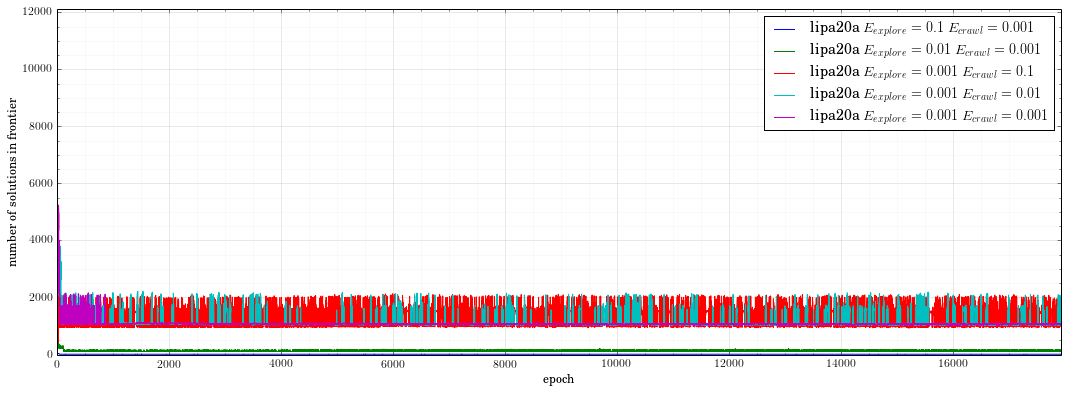 12000
10000
8000
6000
4000
2000
0
number of solutions in frontier
0 2000 4000 6000 8000 10000 12000 14000 16000
epoch
lipa20a E_explore = 0.1 E_crawl = 0.001
lipa20a E_explore = 0.01 E_crawl = 0.001
lipa20a E_explore = 0.001 E_crawl = 0.1
lipa20a E_explore = 0.001 E_crawl = 0.01
lipa20a E_explore = 0.001 E_crawl = 0.001